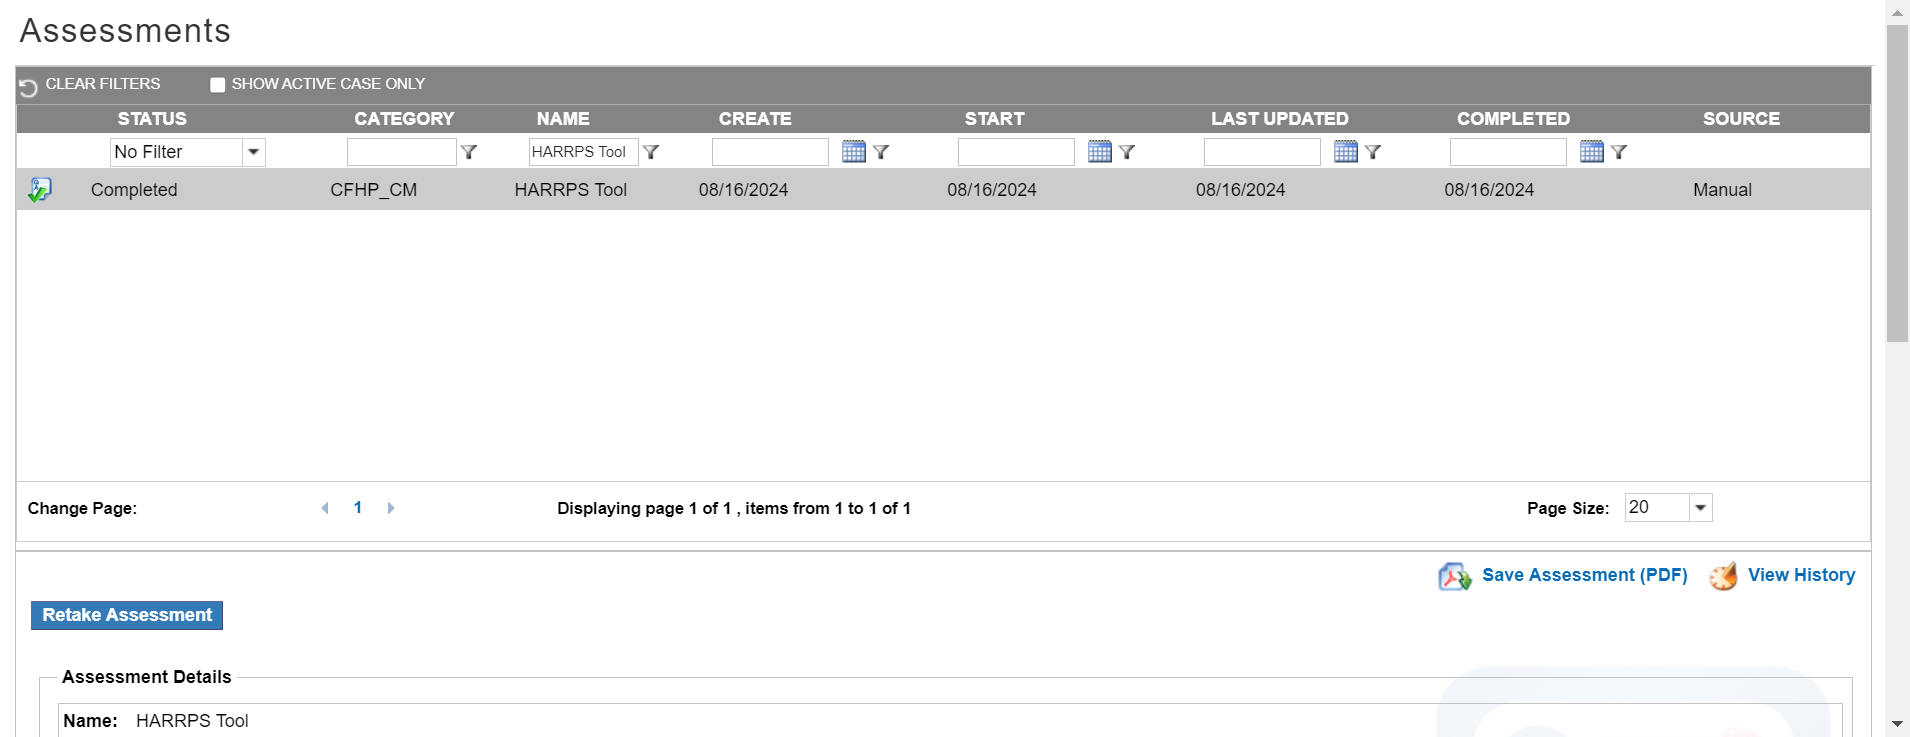 Assessments
CLEAR FILTERS SHOW ACTIVE CASE ONLY
STATUS CATEGORY NAME CREATE START LAST UPDATED COMPLETED SOURCE
No Filter HARRPS Tool
Completed CFHP_CM HARRPS Tool 08/16/2024 08/16/2024 08/16/2024 08/16/2024 Manual
Change Page: 1 Displaying page 1 of 1 , items from 1 to 1 of 1 Page Size: 20
Save Assessment (PDF) View History
Retake Assessment
Assessment Details
Name: HARRPS Tool